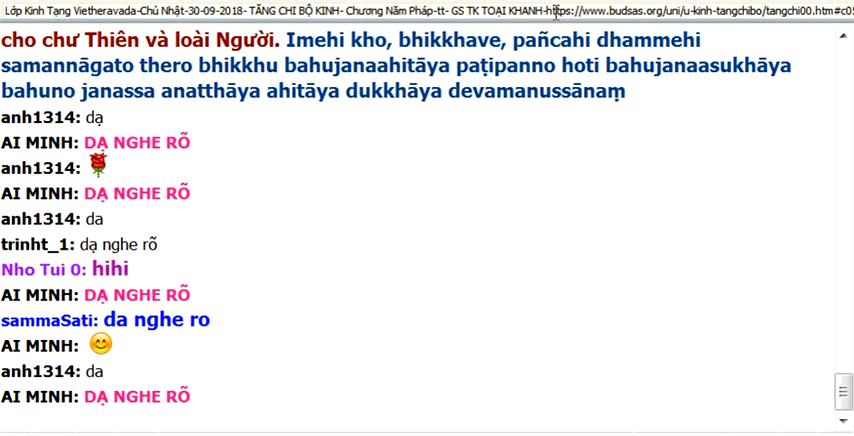 Lớp Kinh Tạng Vietheravada-Chủ Nhật-30-09-2018- TĂNG CHI BỘ KINH- Chương Năm Pháp-tt- GS TK TOẠI KHANH-https://www.budsas.org/uni/u-kinh-tangchibo/tangchi00.htm#c05
cho chư Thiên và loài Người. Imehi kho, bhikkhave, pañcahi dhammehi
samannāgato thero bhikkhu bahujanaahitāya paṭipanno hoti bahujanaasukhāya
bahuno janassa anatthāya ahitāya dukkhāya devamanussānaṃ
anh1314: dạ
AI MINH: DẠ NGHE RÕ
anh1314:
AI MINH: DẠ NGHE RÕ
anh1314: da
trinht_1: dạ nghe rõ
Nho Tui 0: hihi
AI MINH: DẠ NGHE RÕ
sammaSati: da nghe ro
AI MINH:
anh1314: da
AI MINH: DẠ NGHE RÕ